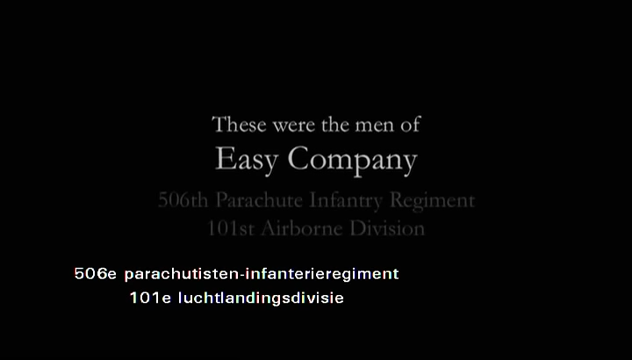 These were the men of
Easy Company
506th Parachute Infantry Regiment
101st Airborne Division
506e parachutisten-infanterieregiment
101e luchtlandingsdivisie